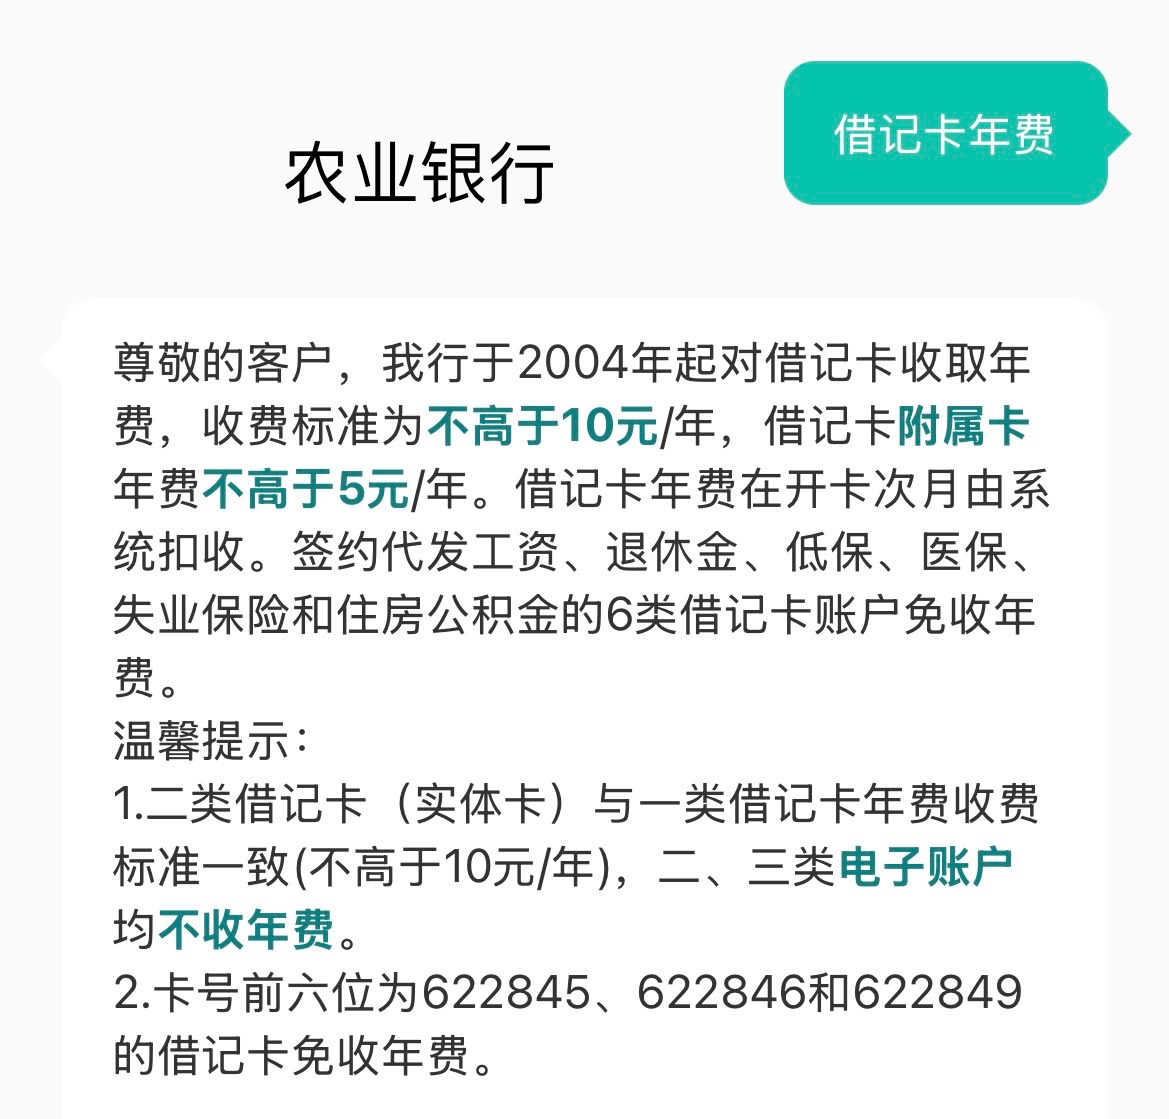 借记卡年费
农业银行
尊敬的客户，我行于2004年起对借记卡收取年
费，收费标准为不高于10元/年，借记卡附属卡
年费不高于5元/年。借记卡年费在开卡次月由系
统扣收。签约代发工资、退休金、低保、医保、
失业保险和住房公积金的6类借记卡账户免收年
费。
温馨提示：
1.二类借记卡（实体卡）与一类借记卡年费收费
标准一致(不高于10元/年)，二、三类电子账户
均不收年费。
2.卡号前六位为622845、622846和622849
的借记卡免收年费。